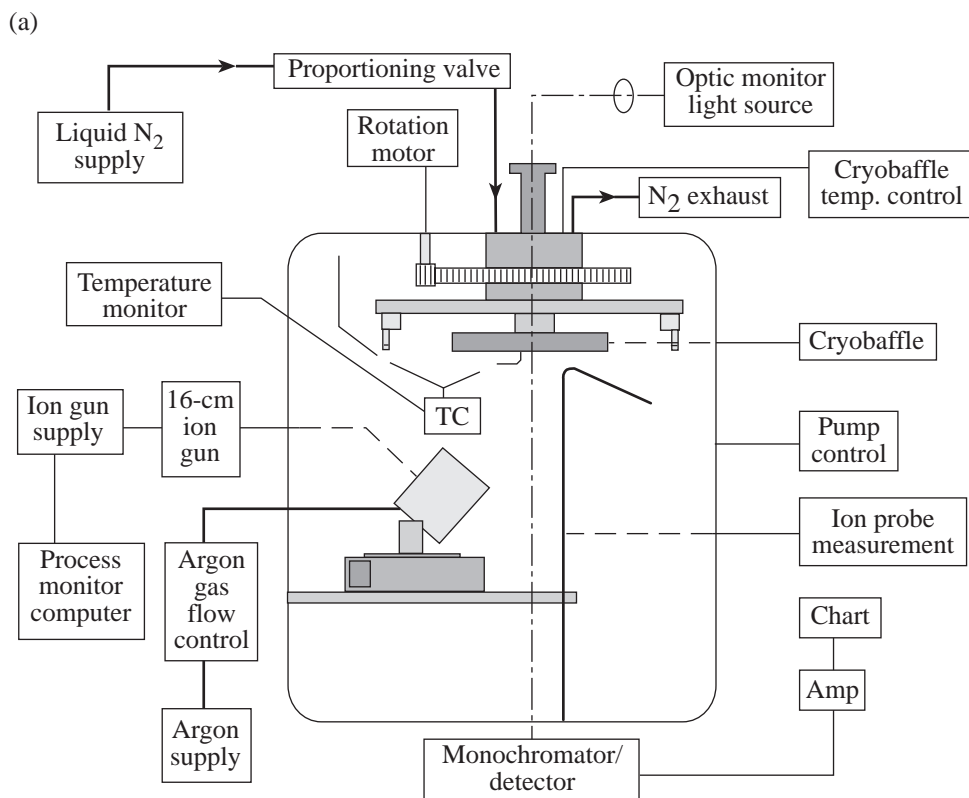 (a)
Proportioning valve
Optic monitor
light source
Liquid N₂
supply
Rotation
motor
Cryobaffle
temp. control
N₂ exhaust
Temperature
monitor
Cryobaffle
TC
Ion gun
supply
16-cm
ion
gun
Pump
control
Ion probe
measurement
Process
monitor
computer
Argon
gas
flow
control
Chart
Amp
Argon
supply
Monochromator/
detector